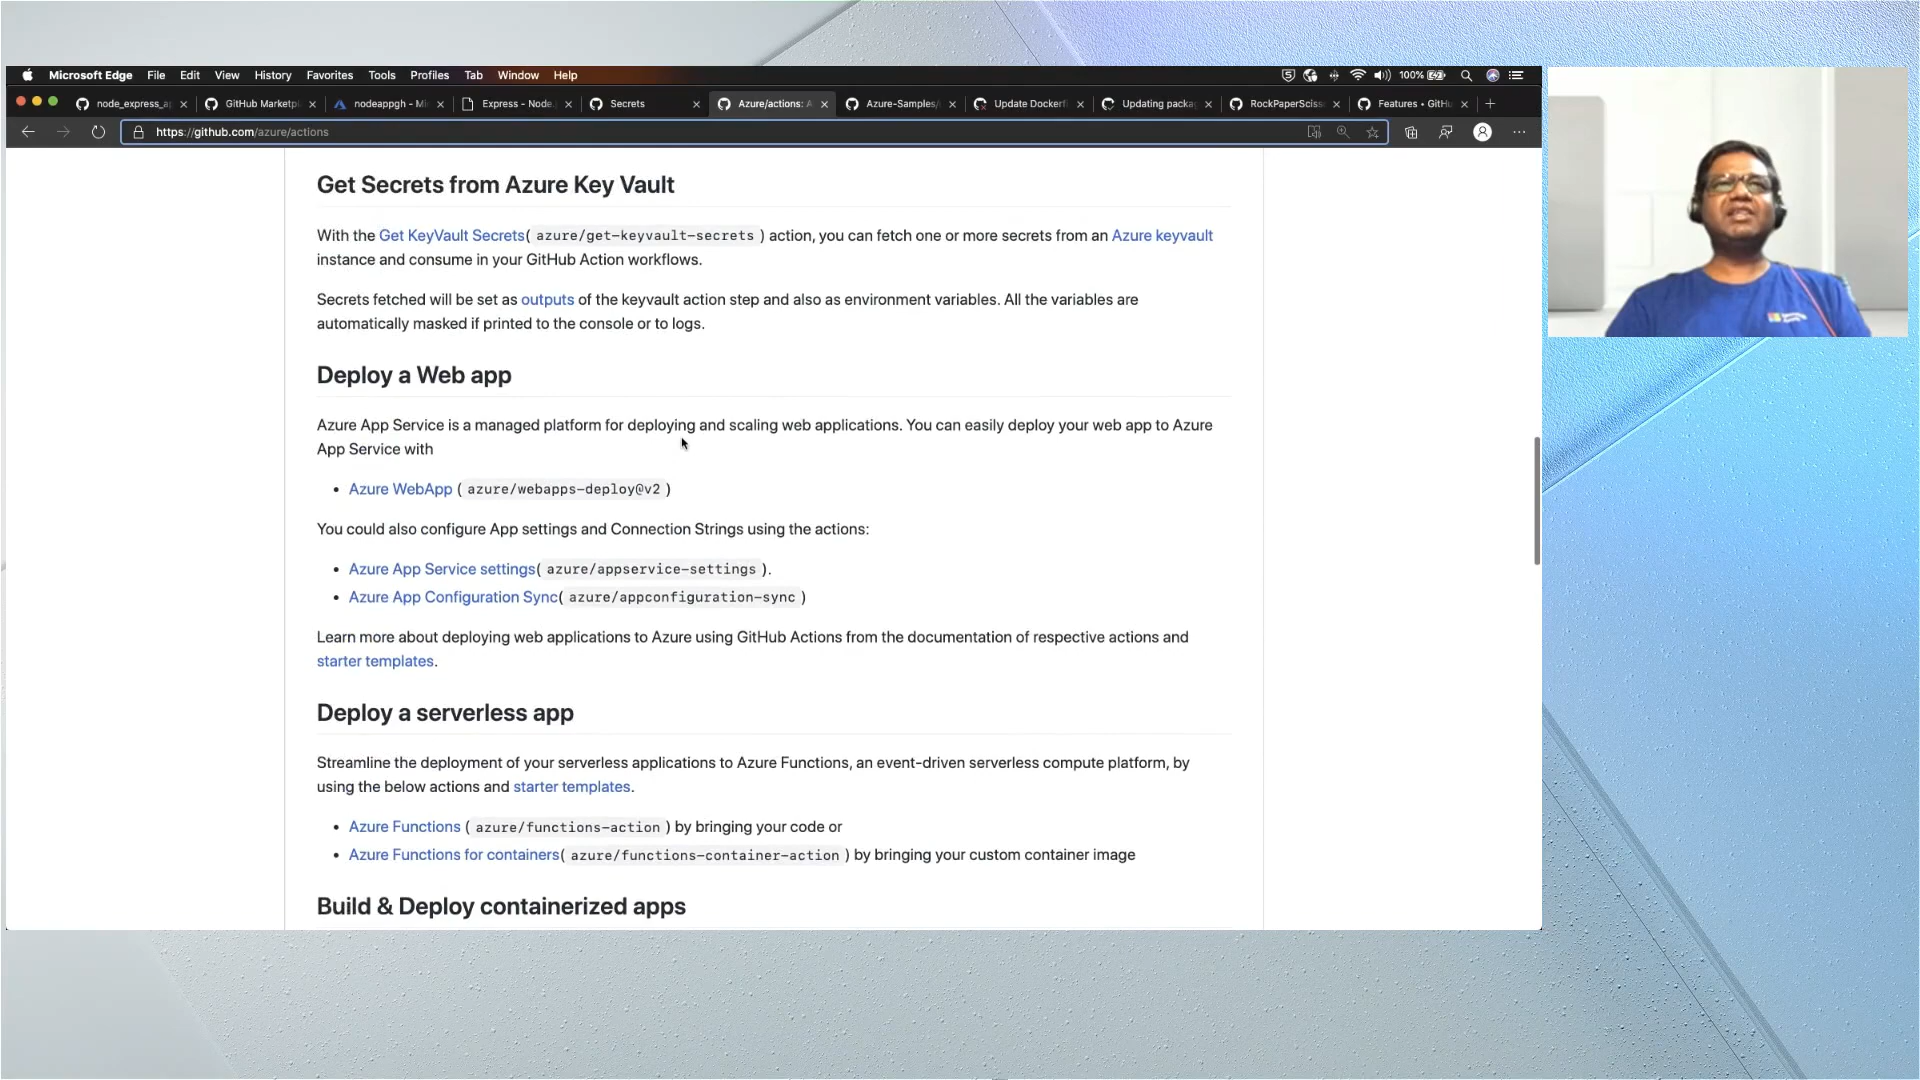 Microsoft Edge File Edit View History Favorites Tools Profiles Tab Window Help
100%
node_express_a
GitHub Marketpl
nodeappgh - Mi
Express - Node.
Secrets
Azure/actions: A
Azure-Samples/
Update Dockerfi
Updating packa
RockPaperSciss
Features • GitHu
https://github.com/azure/actions
Get Secrets from Azure Key Vault
With the Get KeyVault Secrets( azure/get-keyvault-secrets ) action, you can fetch one or more secrets from an Azure keyvault
instance and consume in your GitHub Action workflows.
Secrets fetched will be set as outputs of the keyvault action step and also as environment variables. All the variables are
automatically masked if printed to the console or to logs.
Deploy a Web app
Azure App Service is a managed platform for deploying and scaling web applications. You can easily deploy your web app to Azure
App Service with
• Azure WebApp ( azure/webapps-deploy@v2 )
You could also configure App settings and Connection Strings using the actions:
• Azure App Service settings( azure/appservice-settings ).
• Azure App Configuration Sync( azure/appconfiguration-sync )
Learn more about deploying web applications to Azure using GitHub Actions from the documentation of respective actions and
starter templates.
Deploy a serverless app
Streamline the deployment of your serverless applications to Azure Functions, an event-driven serverless compute platform, by
using the below actions and starter templates.
• Azure Functions ( azure/functions-action ) by bringing your code or
• Azure Functions for containers( azure/functions-container-action ) by bringing your custom container image
Build & Deploy containerized apps